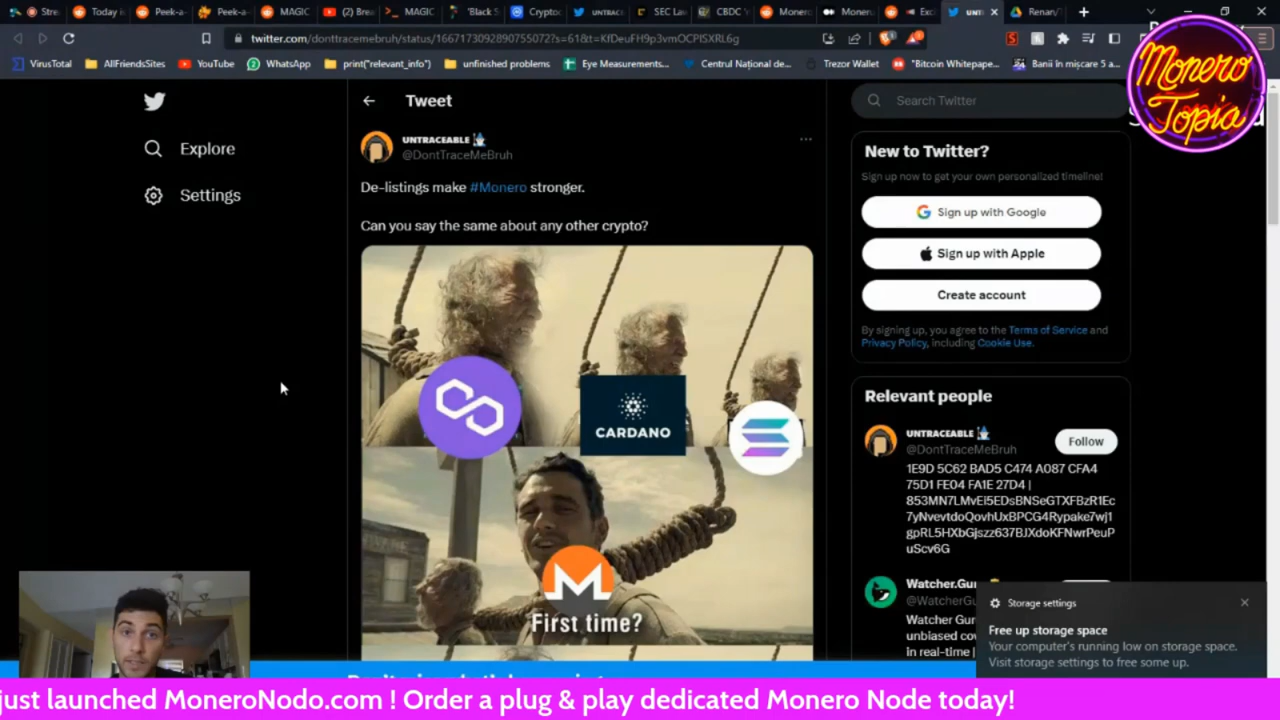 Stre
Today i
Peek-a-
Peek-a-
MAGIC
(2) Bre
MAGIC
'Black S
Crypto
UNTRACE
SEC La
CBDC
Monero
Moner
Exc
UNT
Renan/
twitter.com/donttracemebruh/status/1667173092890755072?s=61&t=KfDeuFH9p3vmOCPlSXRL6g
VirusTotal
AllFriendsSites
YouTube
WhatsApp
print("relevant_info")
unfinished problems
Eye Measurements...
Centrul Național de...
Trezor Wallet
"Bitcoin Whitepape...
Banii în mișcare 5 a...
Monero
Topia
Explore
Settings
Tweet
UNTRACEABLE
@DontTraceMeBruh
De-listings make #Monero stronger.
Can you say the same about any other crypto?
CARDANO
First time?
Search Twitter
New to Twitter?
Sign up now to get your own personalized timeline!
Sign up with Google
Sign up with Apple
Create account
By signing up, you agree to the Terms of Service and
Privacy Policy, including Cookie Use.
Relevant people
UNTRACEABLE
@DontTraceMeBruh
Follow
1E9D 5C62 BAD5 C474 A087 CFA4
75D1 FE04 FA1E 27D4 |
853MN7LMvEi5EDsBNSeGTXFBzR1Ec
7yNvevtdoQovhUxBPCG4Rypake7wj1
gpRL5HXbGjszz637BJXdoKFNwrPeuP
uScv6G
Watcher.Gu
@WatcherGu
Watcher Gur
unbiased cov
in real-time |
Storage settings
Free up storage space
Your computer's running low on storage space.
Visit storage settings to free some up.
just launched MoneroNodo.com ! Order a plug & play dedicated Monero Node today!